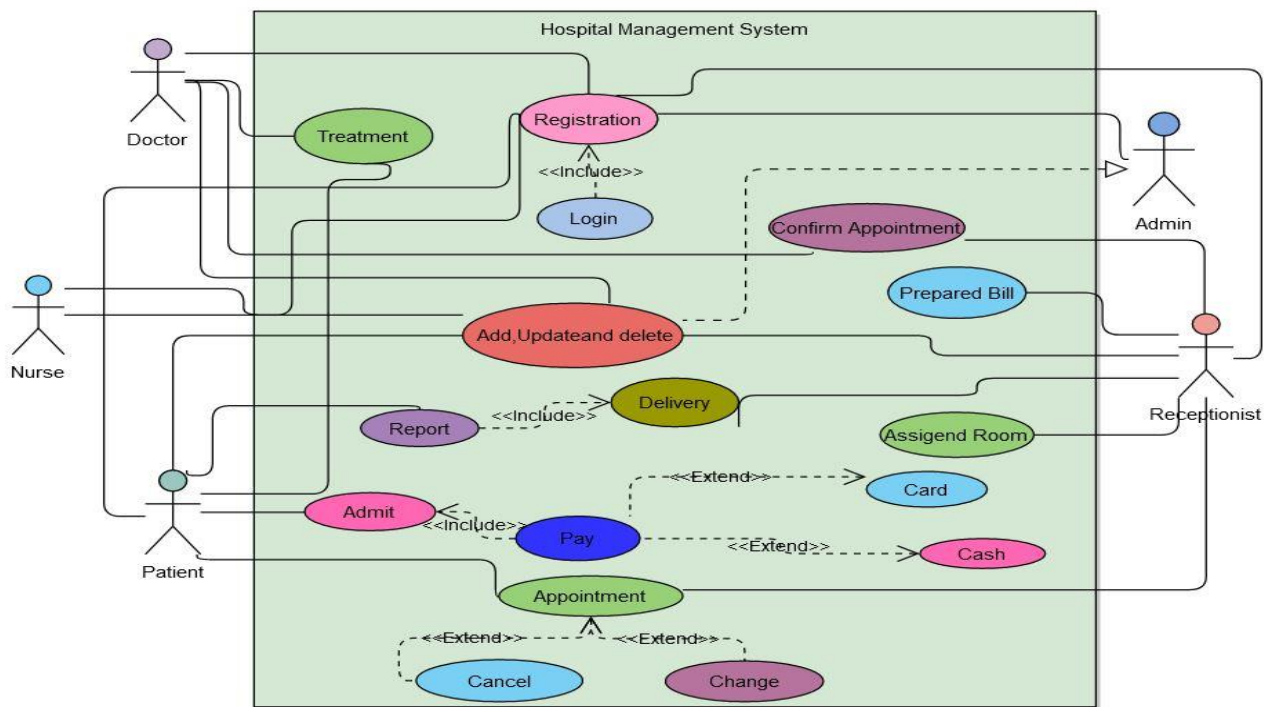 Hospital Management System
Doctor
Treatment
Registration
<<Include>>
Login
Confirm Appointment
Admin
Prepared Bill
Nurse
Add,Updateand delete
Receptionist
Report
<<Include>>
Delivery
Assigend Room
<<Extend>>
Card
Admit
<<Include>>
Pay
<<Extend>>
Cash
Patient
Appointment
<<Extend>>
<<Extend>>
Cancel
Change